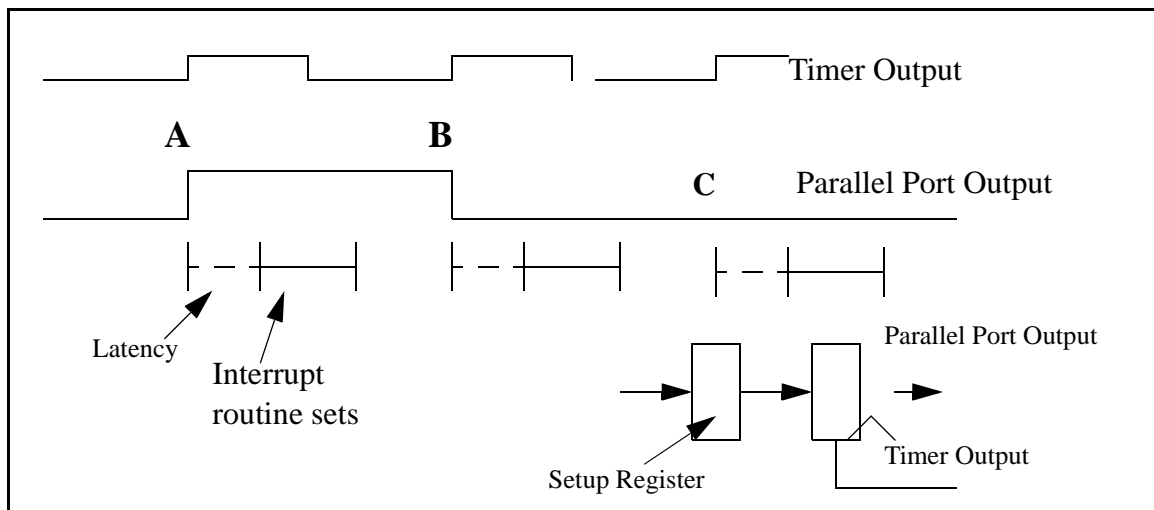 Timer Output
A
B
C
Parallel Port Output
Latency
Interrupt
routine sets
Parallel Port Output
Setup Register
Timer Output